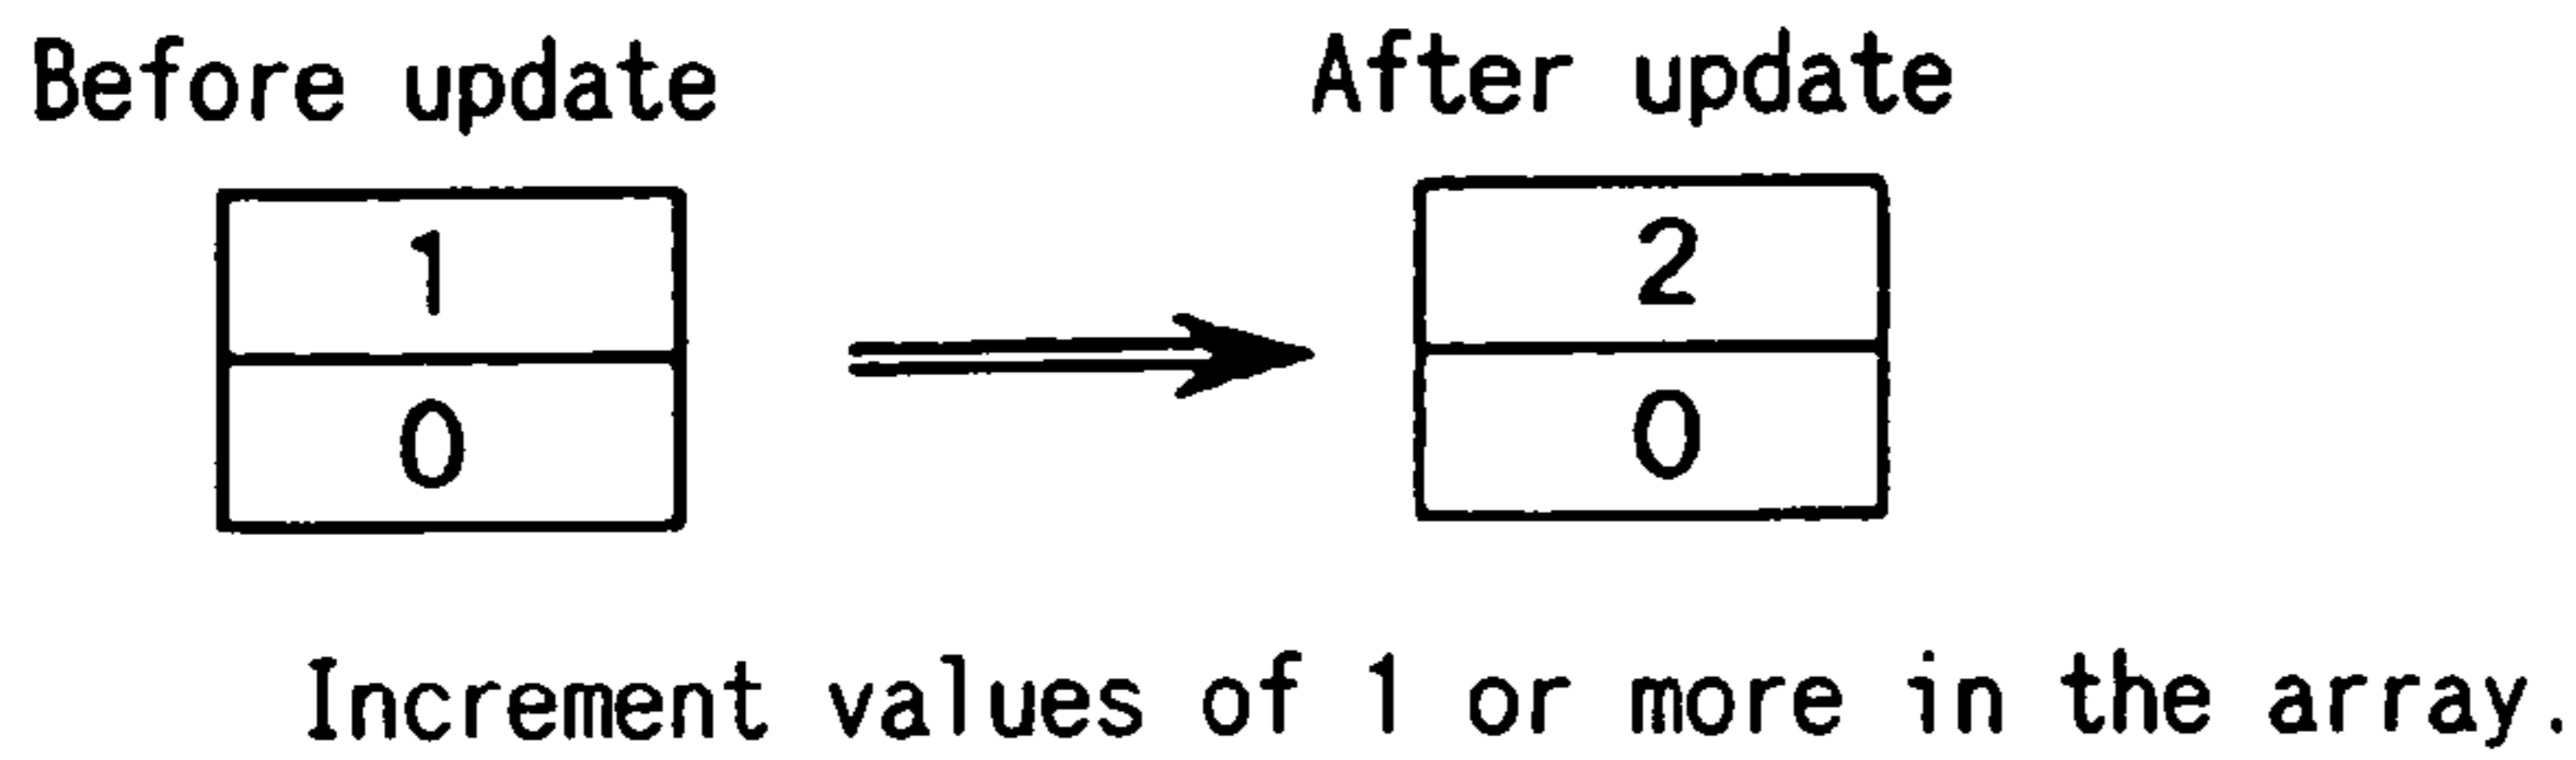 Before update After update
1 2
0 0
Increment values of 1 or more in the array.